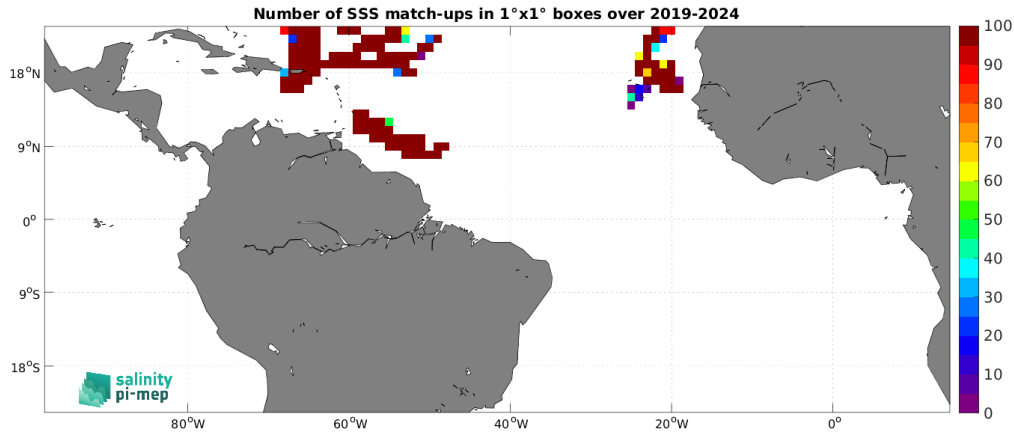 Number of SSS match-ups in 1°x1° boxes over 2019-2024
18°N
9°N
0°
9°S
18°S
80°W
60°W
40°W
20°W
0°
100
90
80
70
60
50
40
30
20
10
0
salinity
pi-mep